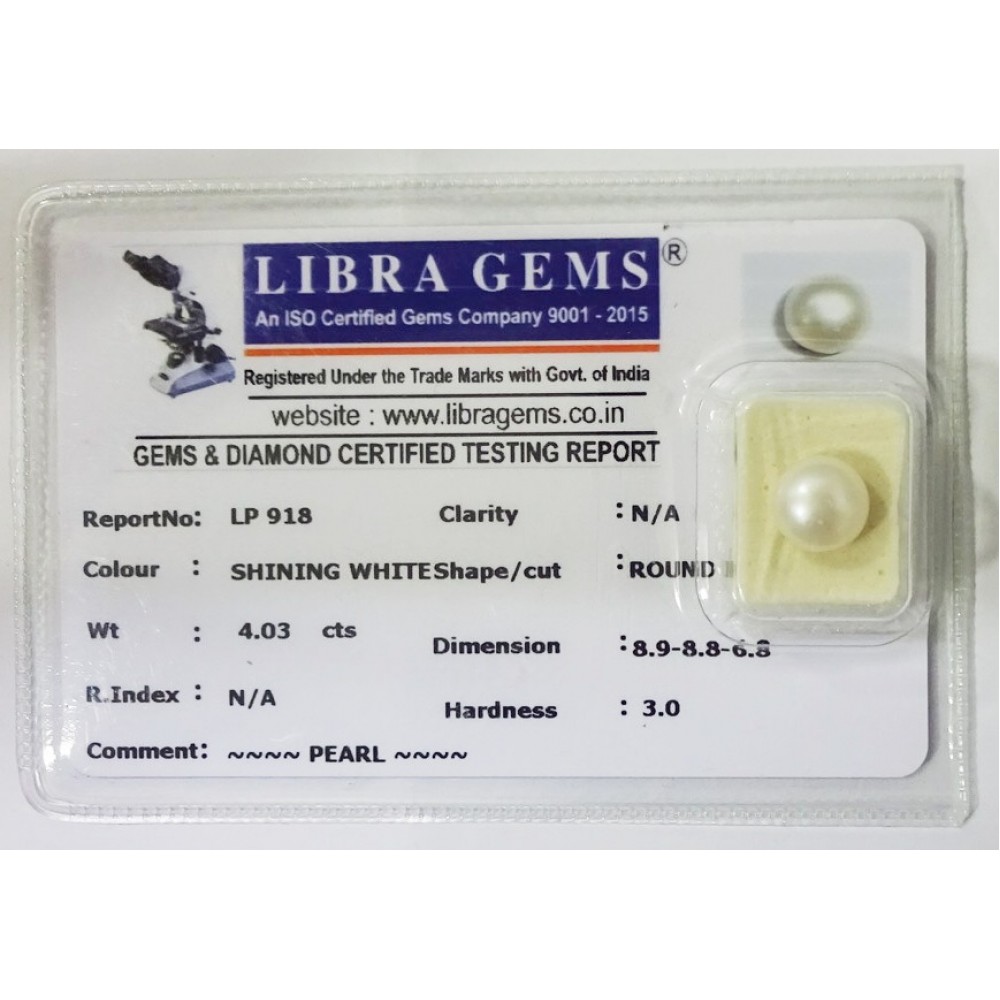 LIBRA GEMS ®
An ISO Certified Gems Company 9001 - 2015
Registered Under the Trade Marks with Govt. of India
website : www.libragems.co.in
GEMS & DIAMOND CERTIFIED TESTING REPORT
ReportNo: LP 918 Clarity : N/A
Colour : SHINING WHITE Shape/cut : ROUND
Wt : 4.03 cts Dimension : 8.9-8.8-6.8
R.Index : N/A Hardness : 3.0
Comment: ~~~~ PEARL ~~~~